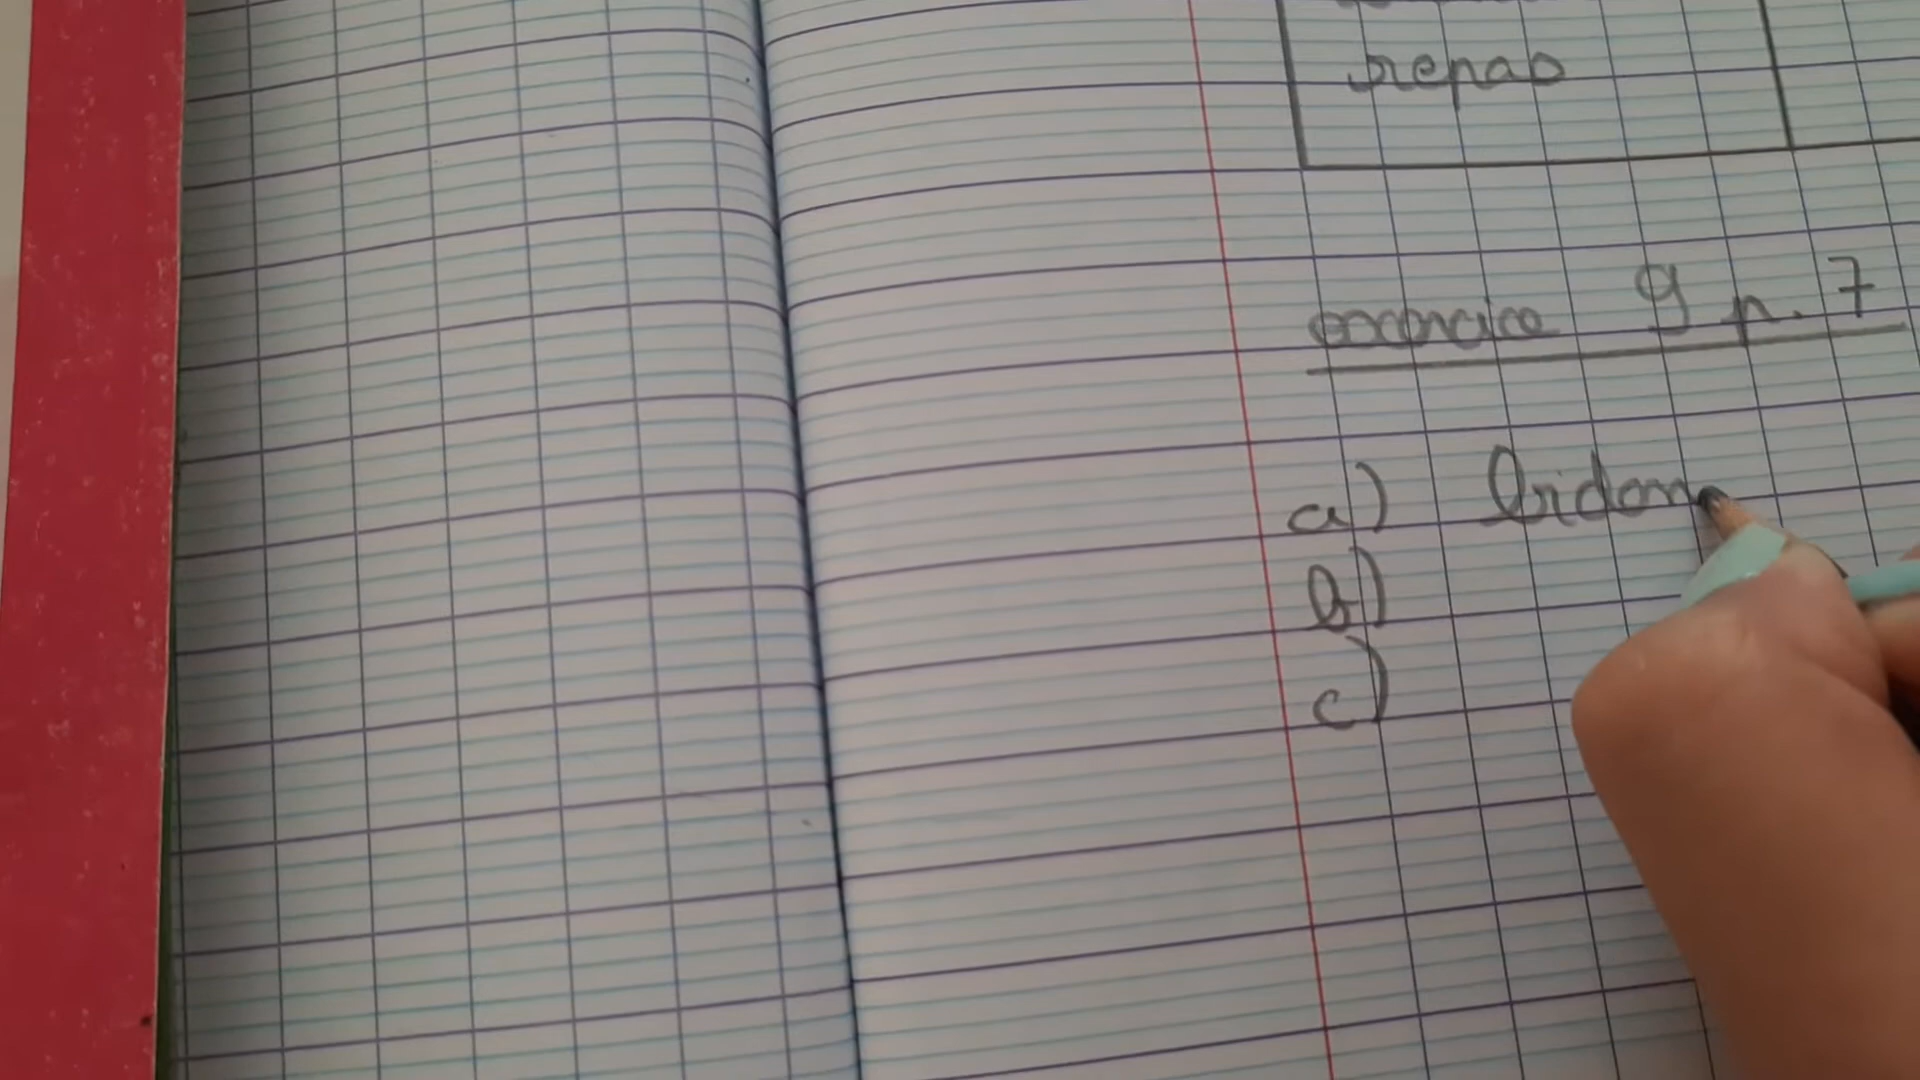 repas
exercice 9 p. 7
a) bidon
b)
c)